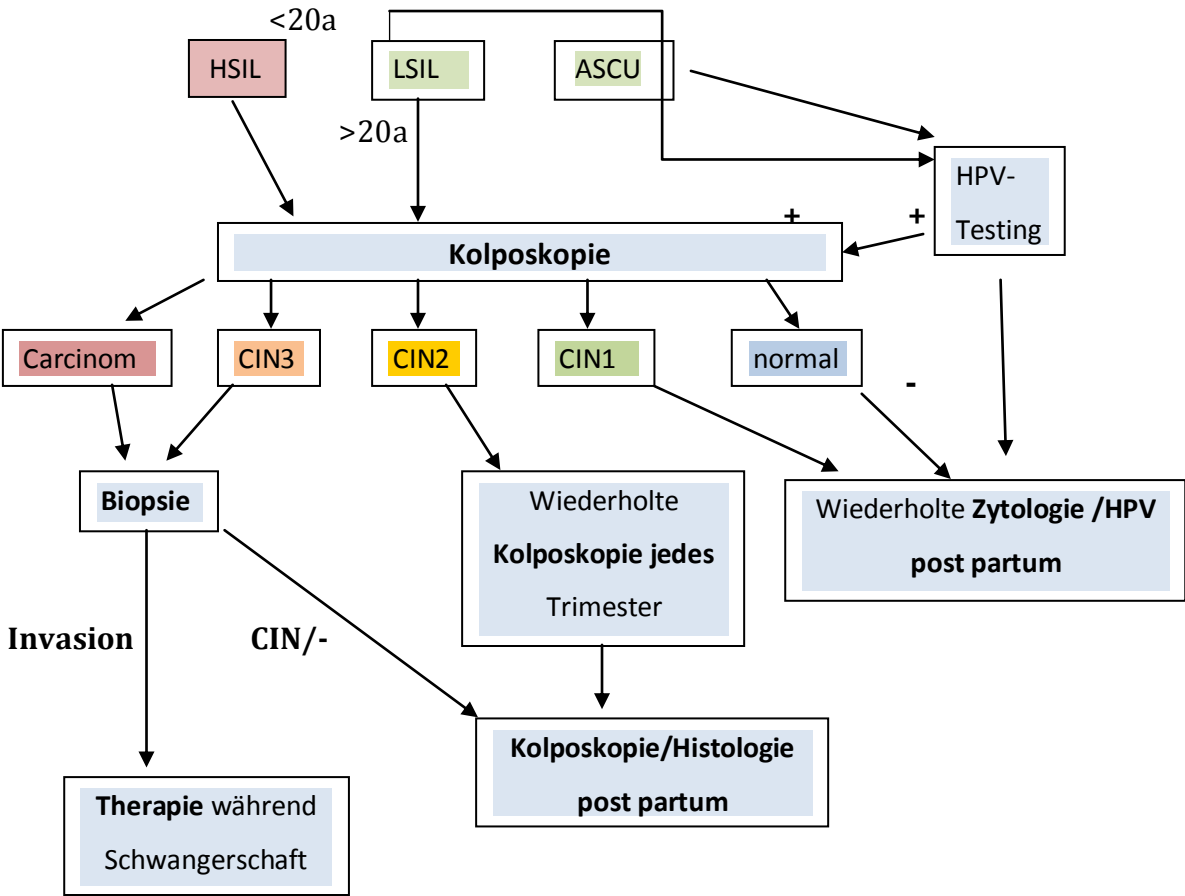 <20a
HSIL
LSIL
ASCU
>20a
HPV-
Testing
+
+
Kolposkopie
Carcinom
CIN3
CIN2
CIN1
normal
-
Biopsie
Wiederholte
Kolposkopie jedes
Trimester
Wiederholte Zytologie /HPV
post partum
Invasion
CIN/-
Kolposkopie/Histologie
post partum
Therapie während
Schwangerschaft